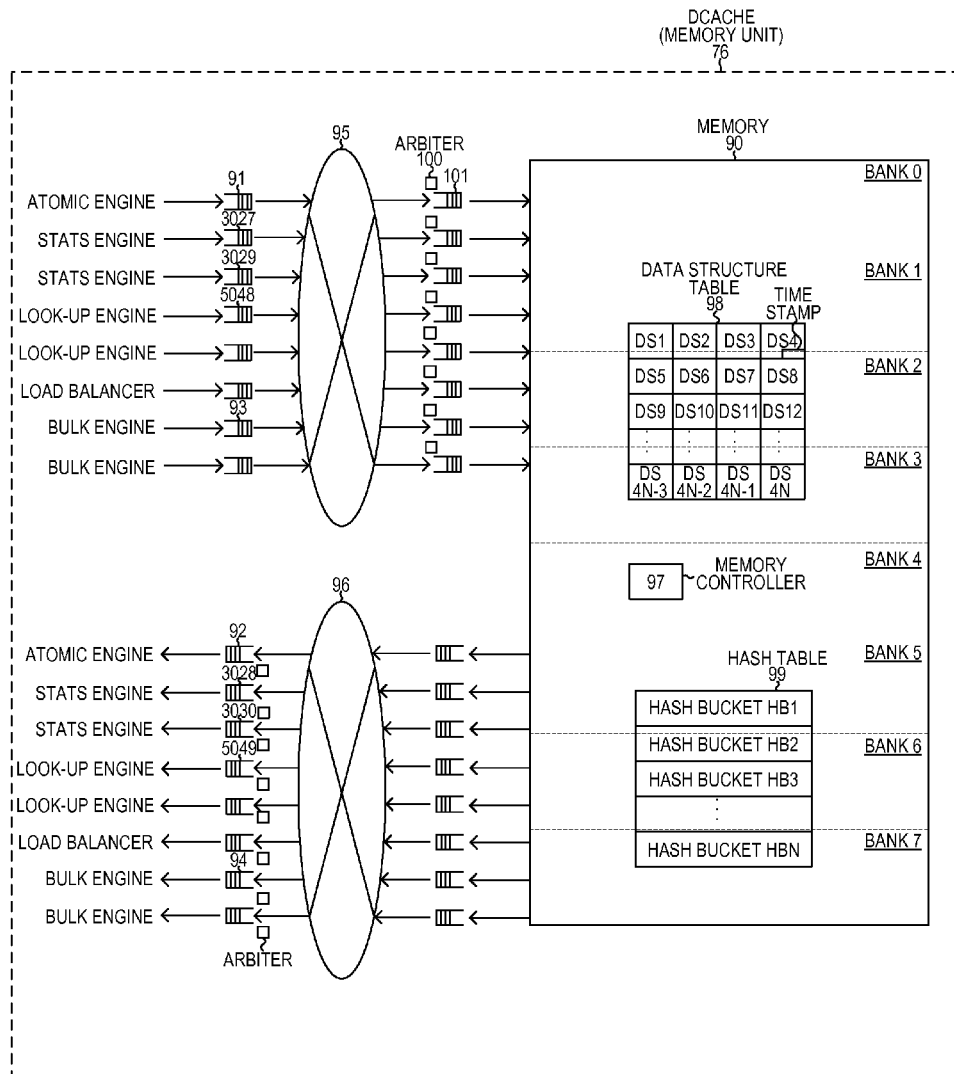 DCACHE
(MEMORY UNIT)
76
95
ARBITER
100
101
MEMORY
90
91
ATOMIC ENGINE
3027
STATS ENGINE
3029
STATS ENGINE
5048
LOOK-UP ENGINE
LOOK-UP ENGINE
LOAD BALANCER
93
BULK ENGINE
BULK ENGINE
BANK 0
BANK 1
DATA STRUCTURE
TABLE
98
TIME
STAMP
DS1 DS2 DS3 DS4
BANK 2
DS5 DS6 DS7 DS8
DS9 DS10 DS11 DS12
⋮ ⋮ ⋮ ⋮
BANK 3
DS 4N-3 DS 4N-2 DS 4N-1 DS 4N
BANK 4
97
MEMORY
CONTROLLER
96
92
ATOMIC ENGINE
3028
STATS ENGINE
3030
STATS ENGINE
5049
LOOK-UP ENGINE
LOOK-UP ENGINE
LOAD BALANCER
94
BULK ENGINE
BULK ENGINE
ARBITER
BANK 5
HASH TABLE
99
HASH BUCKET HB1
BANK 6
HASH BUCKET HB2
HASH BUCKET HB3
⋮
BANK 7
HASH BUCKET HBN